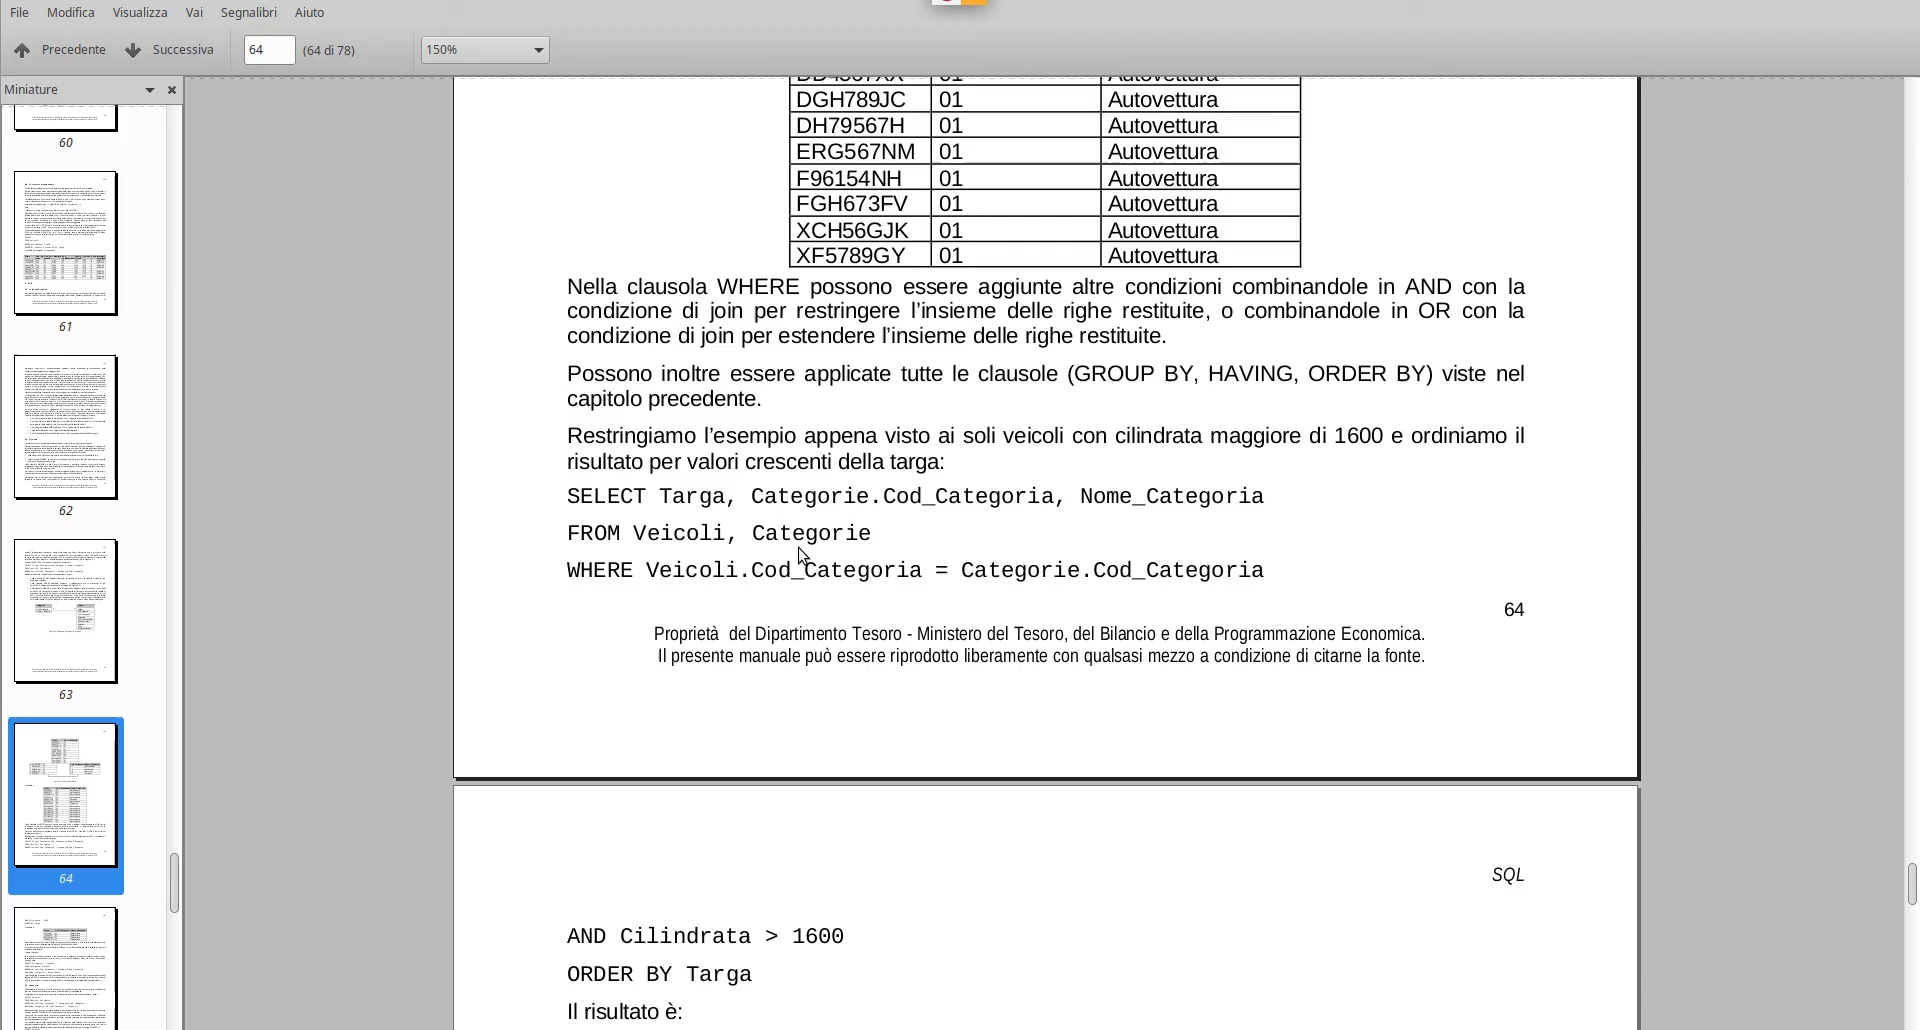 File Modifica Visualizza Vai Segnalibri Aiuto
Precedente Successiva 64 (64 di 78) 150%
Miniature
60
61
62
63
64
DGH789JC 01 Autovettura
DH79567H 01 Autovettura
ERG567NM 01 Autovettura
F96154NH 01 Autovettura
FGH673FV 01 Autovettura
XCH56GJK 01 Autovettura
XF5789GY 01 Autovettura
Nella clausola WHERE possono essere aggiunte altre condizioni combinandole in AND con la
condizione di join per restringere l’insieme delle righe restituite, o combinandole in OR con la
condizione di join per estendere l’insieme delle righe restituite.
Possono inoltre essere applicate tutte le clausole (GROUP BY, HAVING, ORDER BY) viste nel
capitolo precedente.
Restringiamo l’esempio appena visto ai soli veicoli con cilindrata maggiore di 1600 e ordiniamo il
risultato per valori crescenti della targa:
SELECT Targa, Categorie.Cod_Categoria, Nome_Categoria
FROM Veicoli, Categorie
WHERE Veicoli.Cod_Categoria = Categorie.Cod_Categoria
64
Proprietà del Dipartimento Tesoro - Ministero del Tesoro, del Bilancio e della Programmazione Economica.
Il presente manuale può essere riprodotto liberamente con qualsasi mezzo a condizione di citarne la fonte.
SQL
AND Cilindrata > 1600
ORDER BY Targa
Il risultato è: